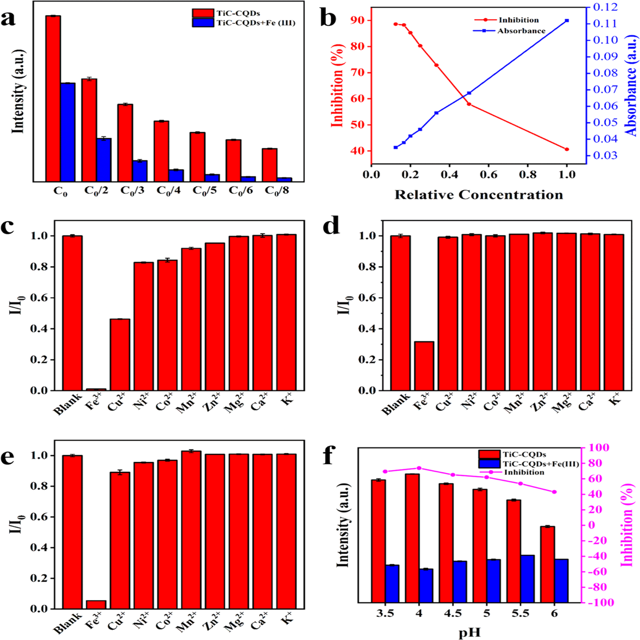 a
TiC-CQDs
TiC-CQDs+Fe (III)
Intensity (a.u.)
C₀ C₀/2 C₀/3 C₀/4 C₀/5 C₀/6 C₀/8
b
Inhibition
Absorbance
Inhibition (%)
90
80
70
60
50
40
Absorbance (a.u.)
0.11
0.10
0.09
0.08
0.07
0.06
0.05
0.04
0.03
0.0 0.2 0.4 0.6 0.8 1.0
Relative Concentration
c
I/I₀
1.0
0.8
0.6
0.4
0.2
0.0
Blank Fe³⁺ Cu²⁺ Ni²⁺ Co²⁺ Mn²⁺ Zn²⁺ Mg²⁺ Ca²⁺ K⁺
d
I/I₀
1.0
0.8
0.6
0.4
0.2
0.0
Blank Fe³⁺ Cu²⁺ Ni²⁺ Co²⁺ Mn²⁺ Zn²⁺ Mg²⁺ Ca²⁺ K⁺
e
I/I₀
1.0
0.8
0.6
0.4
0.2
0.0
Blank Fe³⁺ Cu²⁺ Ni²⁺ Co²⁺ Mn²⁺ Zn²⁺ Mg²⁺ Ca²⁺ K⁺
f
TiC-CQDs
TiC-CQDs+Fe(III)
Inhibition
Intensity (a.u.)
Inhibition (%)
100
80
60
40
20
0
-20
-40
-60
-80
-100
3.5 4 4.5 5 5.5 6
pH